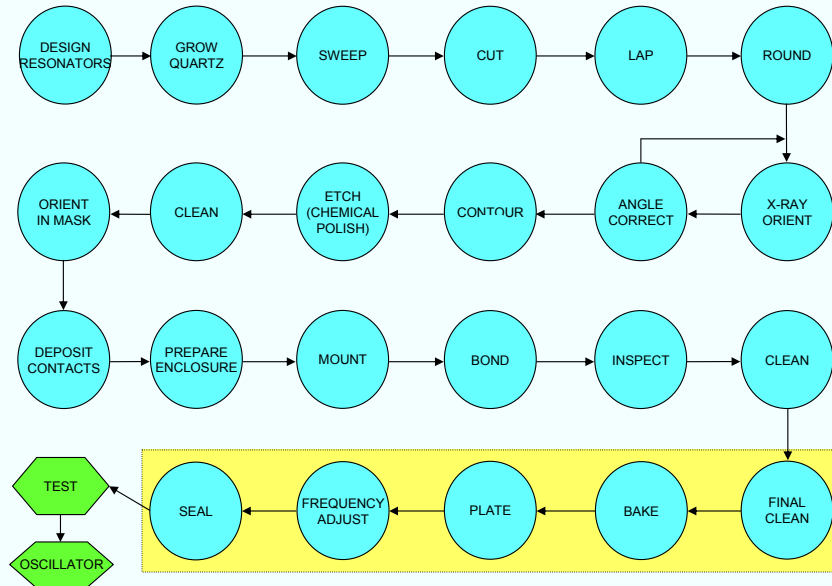 DESIGN
RESONATORS
GROW
QUARTZ
SWEEP
CUT
LAP
ROUND
ORIENT
IN MASK
CLEAN
ETCH
(CHEMICAL
POLISH)
CONTOUR
ANGLE
CORRECT
X-RAY
ORIENT
DEPOSIT
CONTACTS
PREPARE
ENCLOSURE
MOUNT
BOND
INSPECT
CLEAN
TEST
SEAL
FREQUENCY
ADJUST
PLATE
BAKE
FINAL
CLEAN
OSCILLATOR